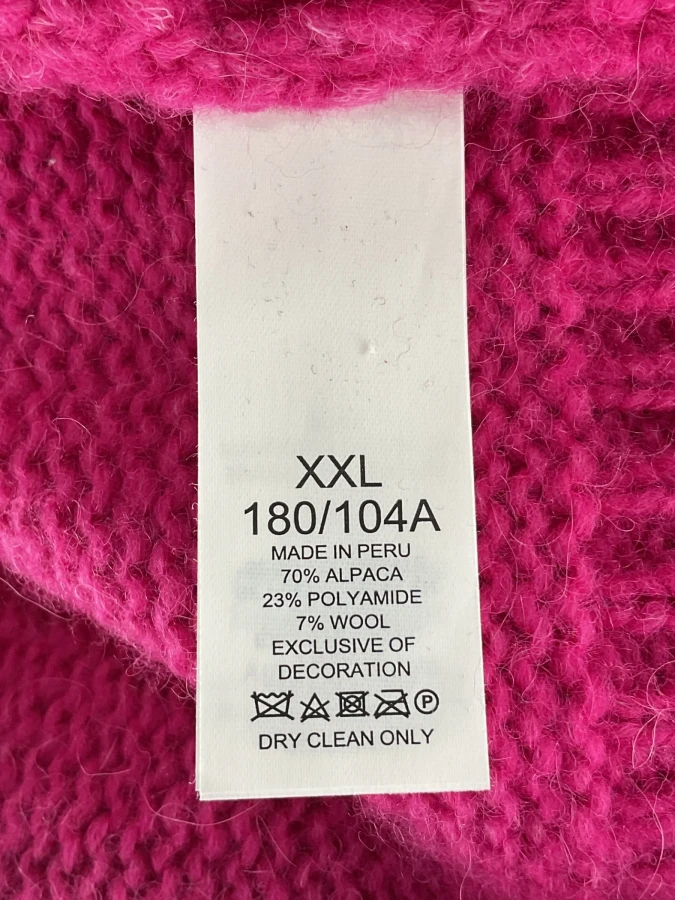 XXL
180/104A
MADE IN PERU
70% ALPACA
23% POLYAMIDE
7% WOOL
EXCLUSIVE OF
DECORATION
P
DRY CLEAN ONLY